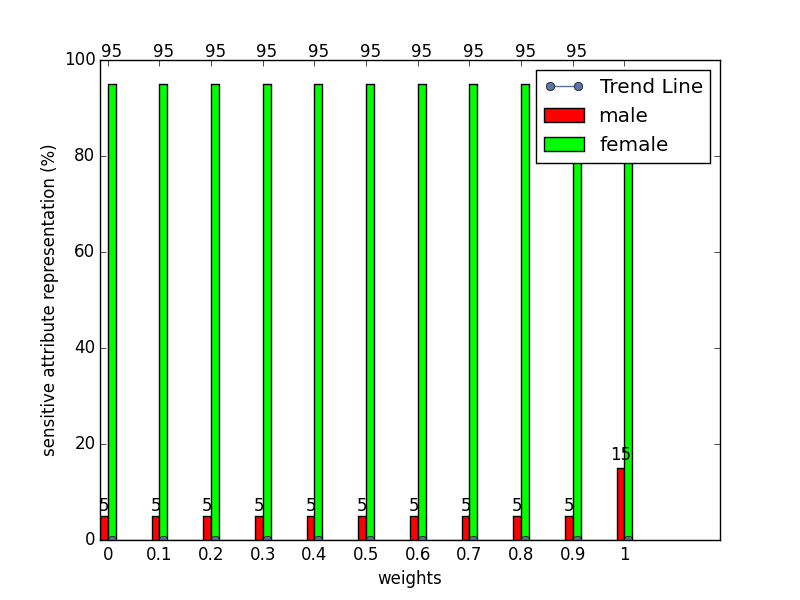 95 95 95 95 95 95 95 95 95 95
100
80
60
40
20
0
sensitive attribute representation (%)
Trend Line
male
female
5 5 5 5 5 5 5 5 5 5 15
0 0.1 0.2 0.3 0.4 0.5 0.6 0.7 0.8 0.9 1
weights